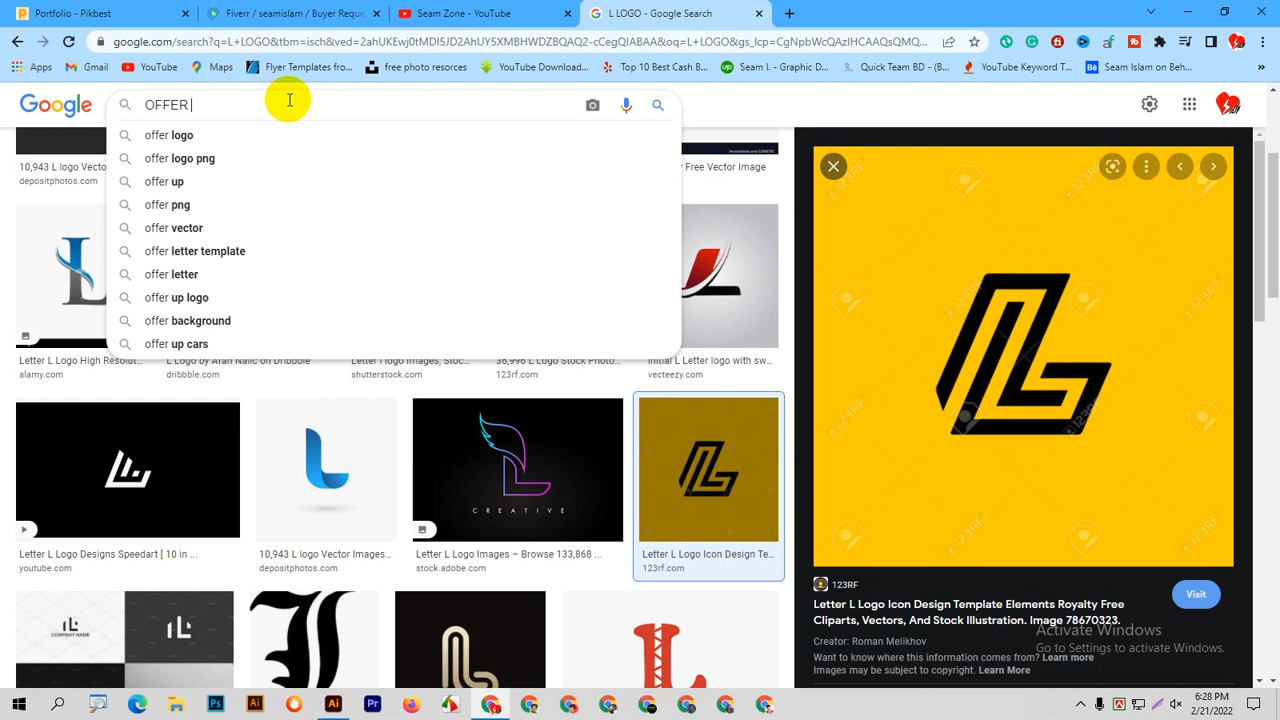 Portfolio - Pikbest
Fiverr / seamislam / Buyer Reque
Seam Zon - YouTube
L LOGO - Google Search
google.com/search?q=L+LOGO&tbm=isch&ved=2ahUKEwj0tMDI5JD2AhUY5XMBHWDZBQAQ2-cCegQIABAA&oq=L+LOGO&gs_lcp=CgNpbWcQAzIHCAAQsQMQ...
Apps
Gmail
YouTube
Maps
Flyer Templates fro...
free photo resorces
YouTube Download...
Top 10 Best Cash B...
Seam I. - Graphic D...
Quick Team BD - (B...
YouTube Keyword T...
Seam Islam on Beh...
Google
OFFER
offer logo
offer logo png
offer up
offer png
offer vector
offer letter template
offer letter
offer up logo
offer background
offer up cars
10,943 L logo Vecto
depositphotos.com
Free Vector Image
Letter L Logo High Resolut...
alamy.com
L Logo by Afan Nalic on Dribbble
dribbble.com
Letter l logo Images, Stoc...
shutterstock.com
36,996 L Logo Stock Photo...
123rf.com
Initial L Letter logo with sw...
vecteezy.com
CREATIVE
Letter L Logo Designs Speedart [ 10 in ...
youtube.com
10,943 L logo Vector Images...
depositphotos.com
Letter L Logo Images – Browse 133,868 ...
stock.adobe.com
Letter L Logo Icon Design Te...
123rf.com
COMPANY NAME
123RF
123RF
Visit
Letter L Logo Icon Design Template Elements Royalty Free
Cliparts, Vectors, And Stock Illustration. Image 78670323.
Creator: Roman Melikhov
Want to know where this information comes from? Learn more
Images may be subject to copyright. Learn More
Activate Windows
Go to Settings to activate Windows.
6:28 PM
2/21/2022